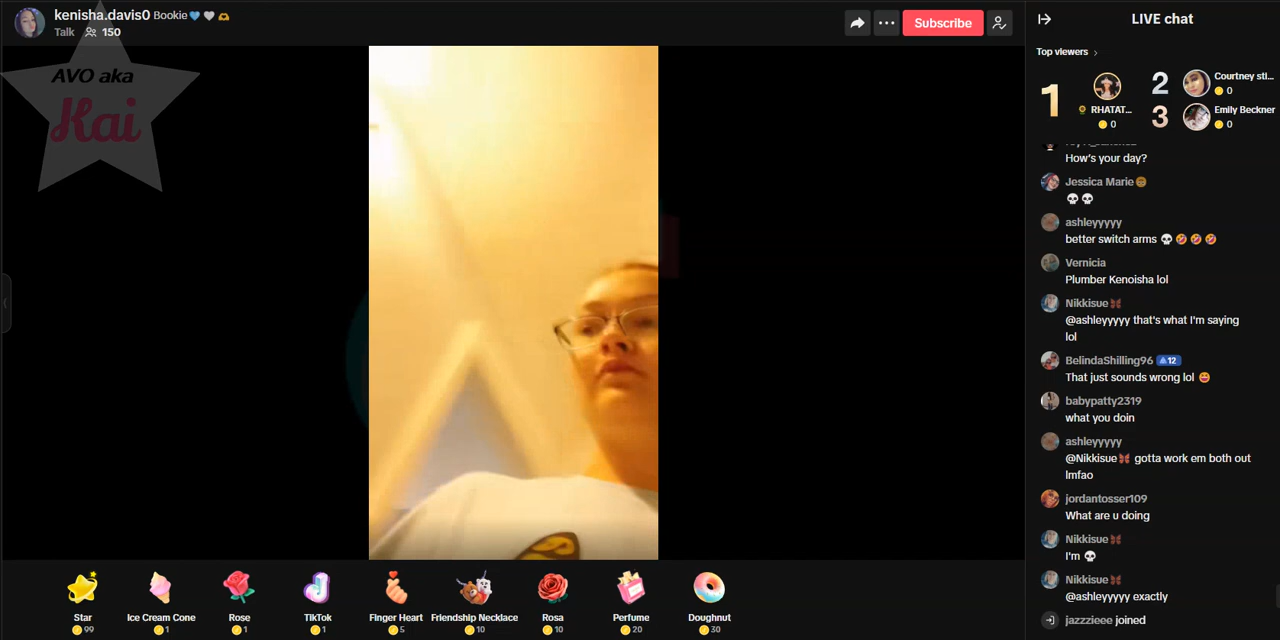 kenisha.davis0 Bookie💙🤍🫶
Talk 150
Subscribe
AVO aka
Kai
LIVE chat
Top viewers >
1
RHATAT...
0
2
Courtney sti...
0
3
Emily Beckner
0
How's your day?
Jessica Marie
💀💀
ashleyyyyy
better switch arms 💀🤣🤣🤣
Vernicia
Plumber Kenoisha lol
Nikkisue🦋
@ashleyyyyy that's what I'm saying
lol
BelindaShilling96 12
That just sounds wrong lol 😅
babypatty2319
what you doin
ashleyyyyy
@Nikkisue🦋 gotta work em both out
lmfao
jordantosser109
What are u doing
Nikkisue🦋
I'm 💀
Nikkisue🦋
@ashleyyyyy exactly
jazzzieee joined
Star
99
Ice Cream Cone
1
Rose
1
TikTok
1
Finger Heart
5
Friendship Necklace
10
Rosa
10
Perfume
20
Doughnut
30